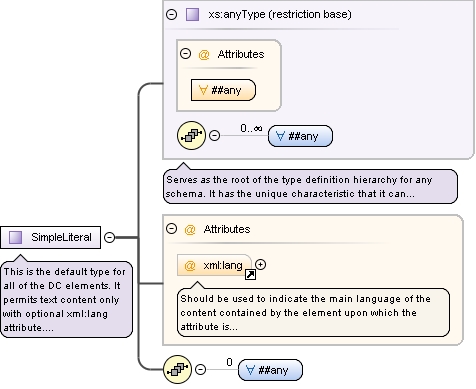 xs:anyType (restriction base)
@ Attributes
∀ ##any
0..∞
∀ ##any
Serves as the root of the type definition hierarchy for any
schema. It has the unique characteristic that it can...
SimpleLiteral
This is the default type for
all of the DC elements. It
permits text content only
with optional xml:lang
attribute....
@ Attributes
@ xml:lang
Should be used to indicate the main language of the
content contained by the element upon which the
attribute is...
0
∀ ##any